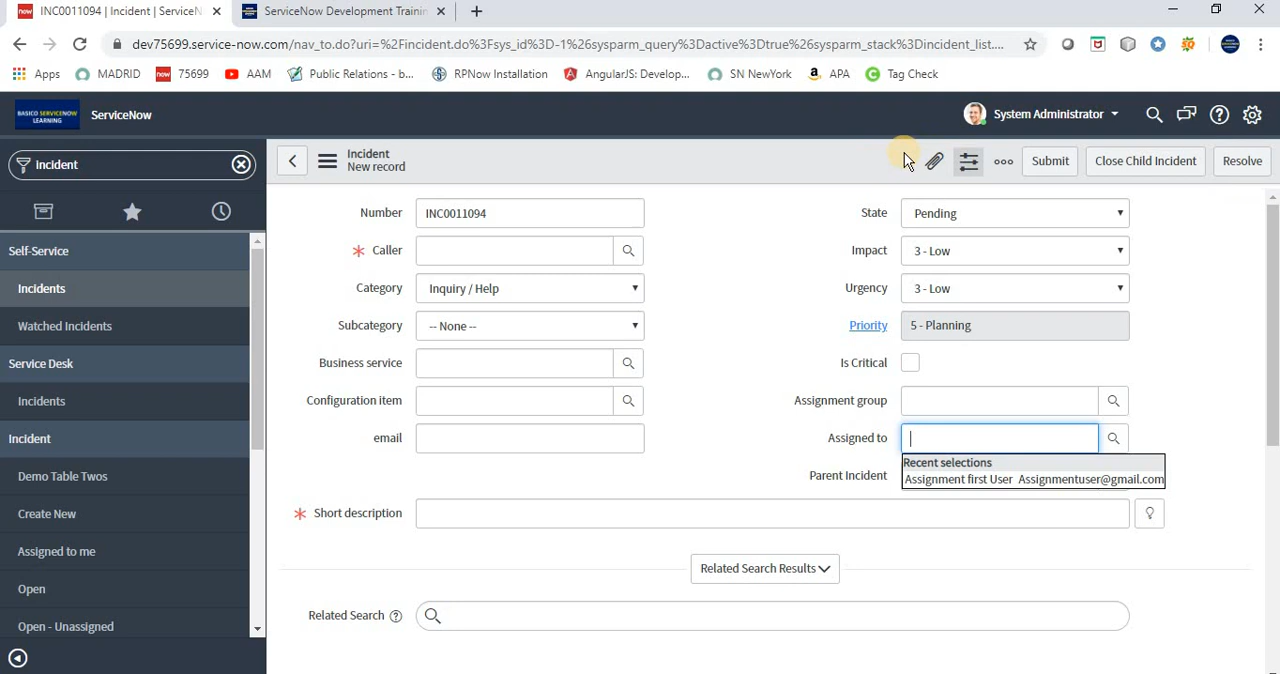 now INC0011094 | Incident | ServiceN
ServiceNow Development Trainin
dev75699.service-now.com/nav_to.do?uri=%2Fincident.do%3Fsys_id%3D-1%26sysparm_query%3Dactive%3Dtrue%26sysparm_stack%3Dincident_list....
Apps MADRID now 75699 AAM Public Relations - b... RPNow Installation AngularJS: Develop... SN NewYork APA Tag Check
BASICO SERVICENOW LEARNING
ServiceNow
System Administrator
incident
Self-Service
Incidents
Watched Incidents
Service Desk
Incidents
Incident
Demo Table Twos
Create New
Assigned to me
Open
Open - Unassigned
Incident
New record
Submit Close Child Incident Resolve
Number INC0011094
Caller
Category Inquiry / Help
Subcategory -- None --
Business service
Configuration item
email
State Pending
Impact 3 - Low
Urgency 3 - Low
Priority 5 - Planning
Is Critical
Assignment group
Assigned to
Recent selections
Assignment first User Assignmentuser@gmail.com
Parent Incident
Short description
Related Search Results
Related Search